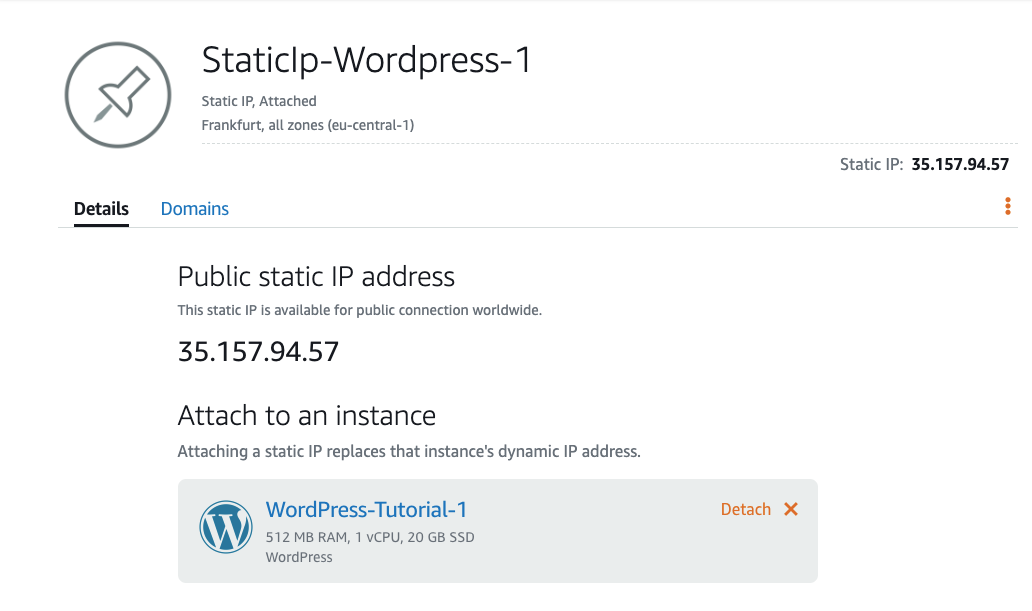 StaticIp-Wordpress-1
Static IP, Attached
Frankfurt, all zones (eu-central-1)
Static IP: 35.157.94.57
Details Domains
Public static IP address
This static IP is available for public connection worldwide.
35.157.94.57
Attach to an instance
Attaching a static IP replaces that instance's dynamic IP address.
WordPress-Tutorial-1 Detach
512 MB RAM, 1 vCPU, 20 GB SSD
WordPress